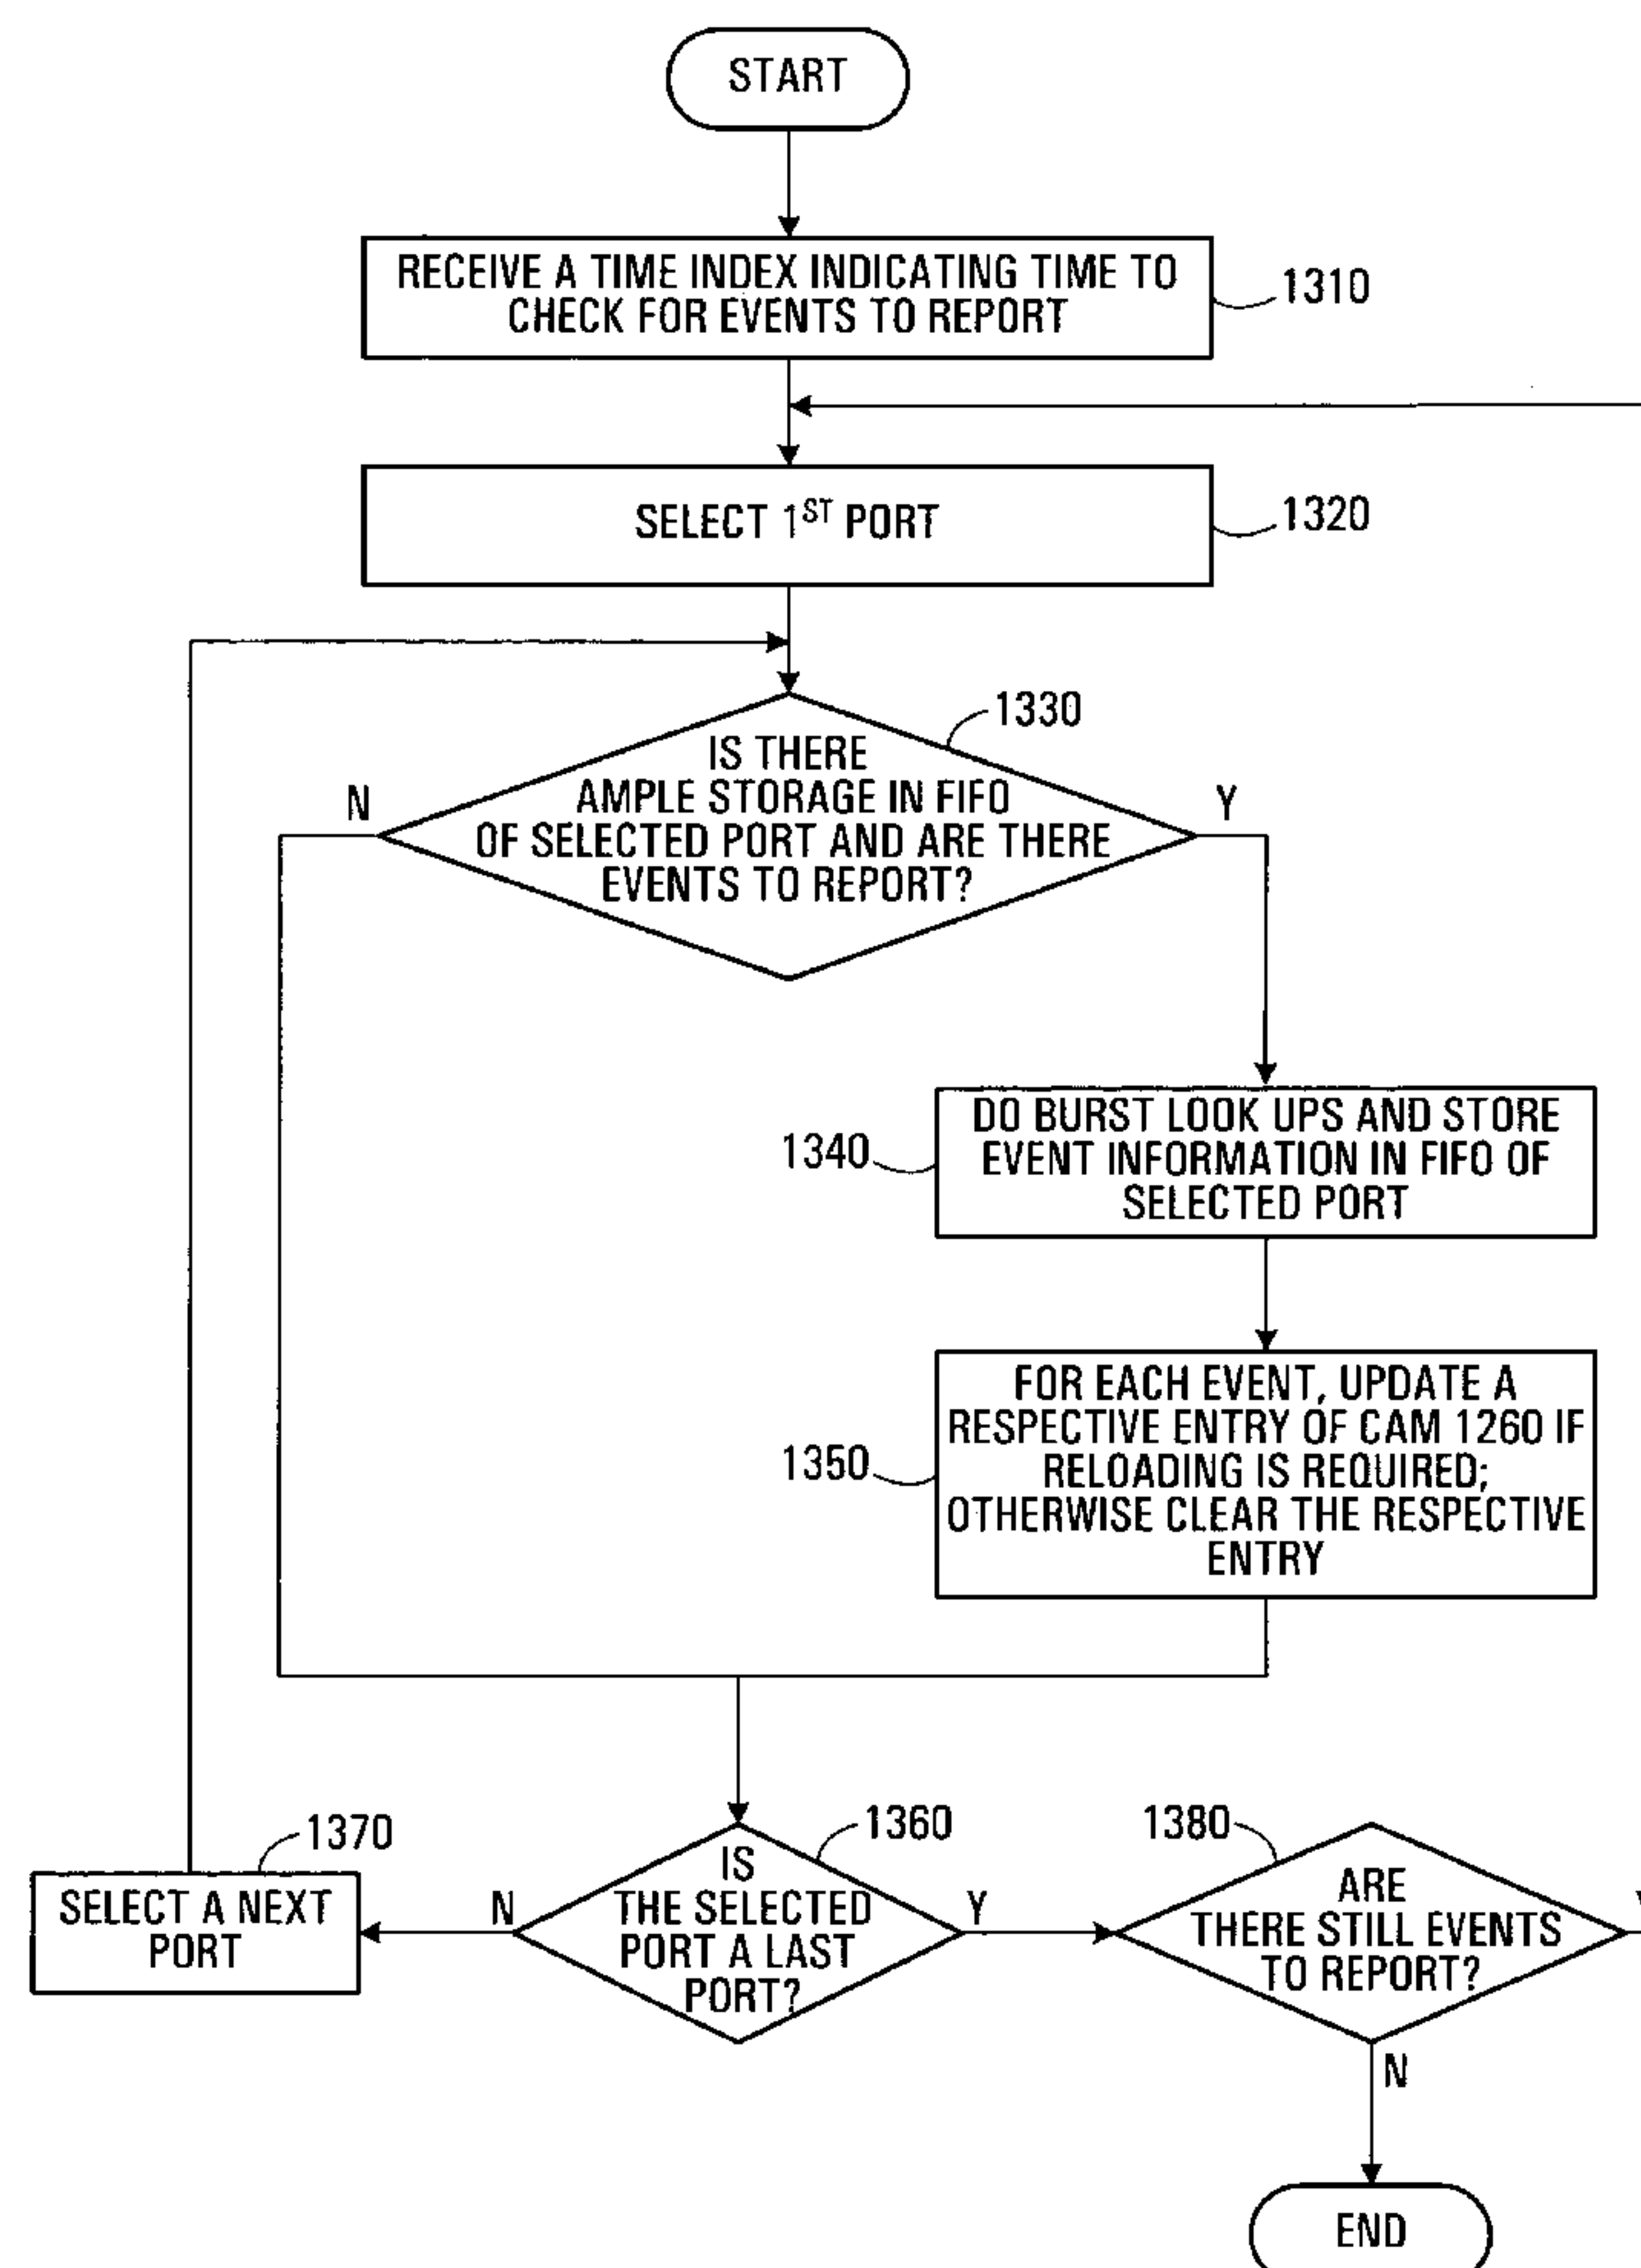 START
RECEIVE A TIME INDEX INDICATING TIME TO
CHECK FOR EVENTS TO REPORT
1310
SELECT 1ST PORT
1320
1330
IS THERE
AMPLE STORAGE IN FIFO
OF SELECTED PORT AND ARE THERE
EVENTS TO REPORT?
N
Y
1340
DO BURST LOOK UPS AND STORE
EVENT INFORMATION IN FIFO OF
SELECTED PORT
1350
FOR EACH EVENT, UPDATE A
RESPECTIVE ENTRY OF CAM 1260 IF
RELOADING IS REQUIRED;
OTHERWISE CLEAR THE RESPECTIVE
ENTRY
1370
SELECT A NEXT
PORT
N
1360
IS
THE SELECTED
PORT A LAST
PORT?
Y
1380
ARE
THERE STILL EVENTS
TO REPORT?
N
END